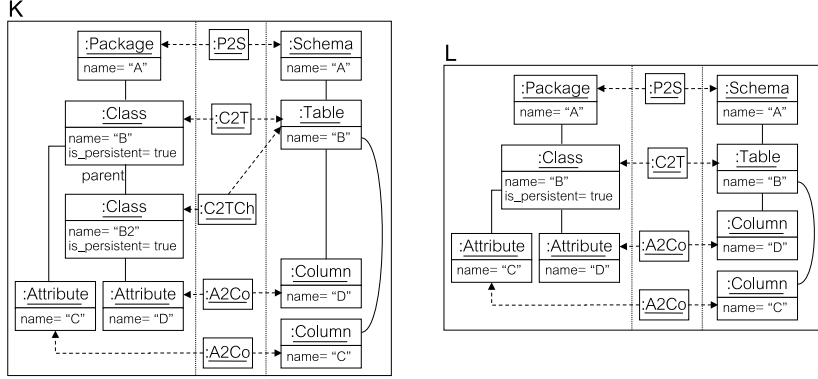 K
:Package
:P2S
:Schema
name= “A”
name= “A”
:Class
:C2T
:Table
name= “B”
is_persistent= true
name= “B”
parent
:Class
:C2TCh
name= “B2”
is_persistent= true
:Attribute
:Attribute
:A2Co
:Column
name= “C”
name= “D”
name= “D”
:A2Co
:Column
name= “C”
L
:Package
:P2S
:Schema
name= “A”
name= “A”
:Class
:C2T
:Table
name= “B”
is_persistent= true
name= “B”
:Attribute
:Attribute
:A2Co
:Column
name= “C”
name= “D”
name= “D”
:A2Co
:Column
name= “C”